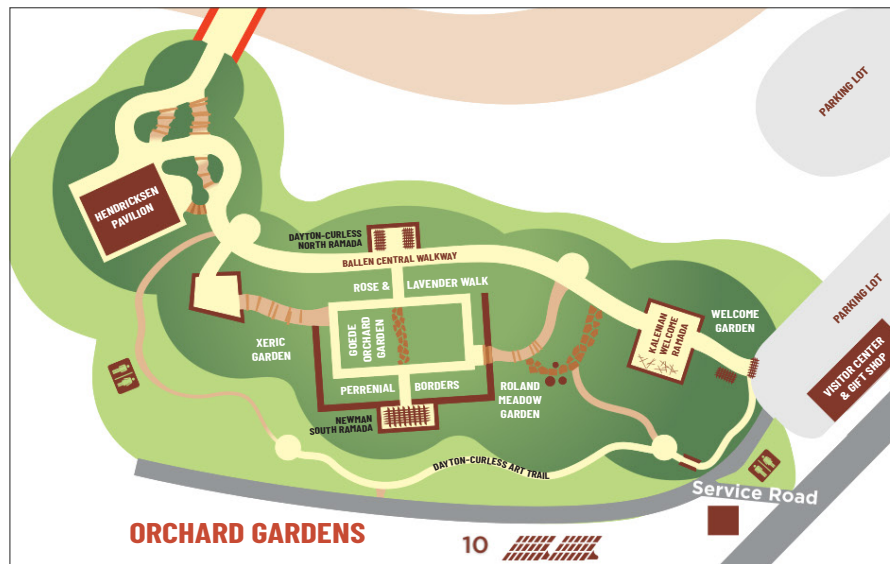 PARKING LOT
HENDRICKSEN
PAVILION
DAYTON-CURLESS
NORTH RAMADA
BALLEN CENTRAL WALKWAY
ROSE & LAVENDER WALK
PARKING LOT
WELCOME
GARDEN
KALENIAN
WELCOME
RAMADA
GOEDE
ORCHARD
GARDEN
XERIC
GARDEN
VISITOR CENTER
& GIFT SHOP
PERRENIAL BORDERS
ROLAND
MEADOW
GARDEN
NEWMAN
SOUTH RAMADA
DAYTON-CURLESS ART TRAIL
Service Road
ORCHARD GARDENS
10